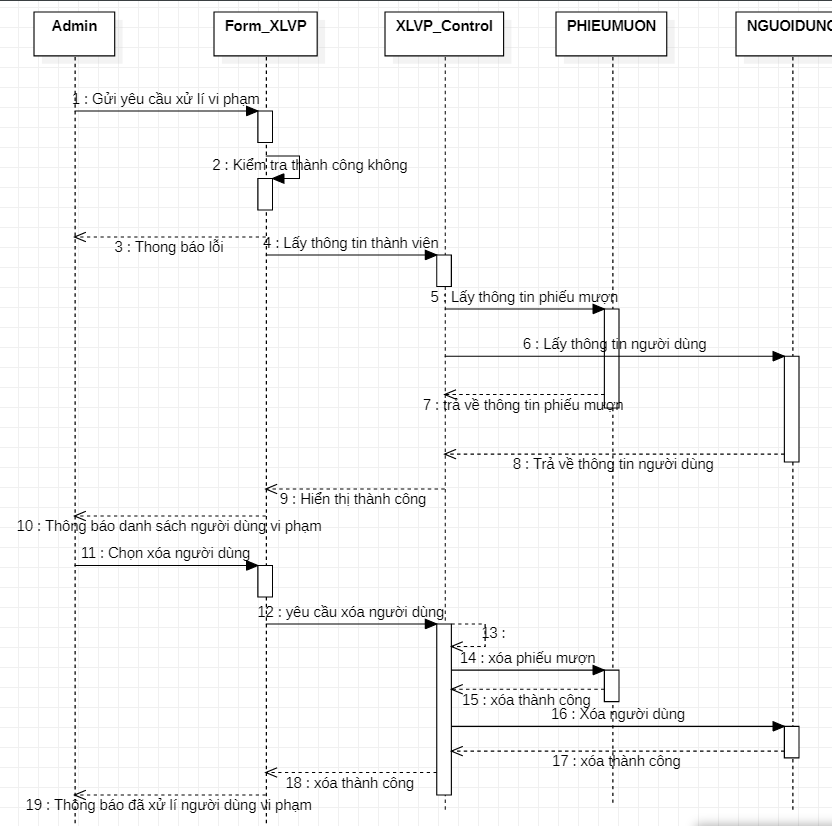 Admin
Form_XLVP
XLVP_Control
PHIEUMUON
NGUOIDUNG
1 : Gửi yêu cầu xử lí vi phạm
2 : Kiểm tra thành công không
3 : Thong báo lỗi
4 : Lấy thông tin thành viên
5 : Lấy thông tin phiếu mượn
6 : Lấy thông tin người dùng
7 : trả về thông tin phiếu mượn
8 : Trả về thông tin người dùng
9 : Hiển thị thành công
10 : Thông báo danh sách người dùng vi phạm
11 : Chọn xóa người dùng
12 : yêu cầu xóa người dùng
13 :
14 : xóa phiếu mượn
15 : xóa thành công
16 : Xóa người dùng
17 : xóa thành công
18 : xóa thành công
19 : Thông báo đã xử lí người dùng vi phạm